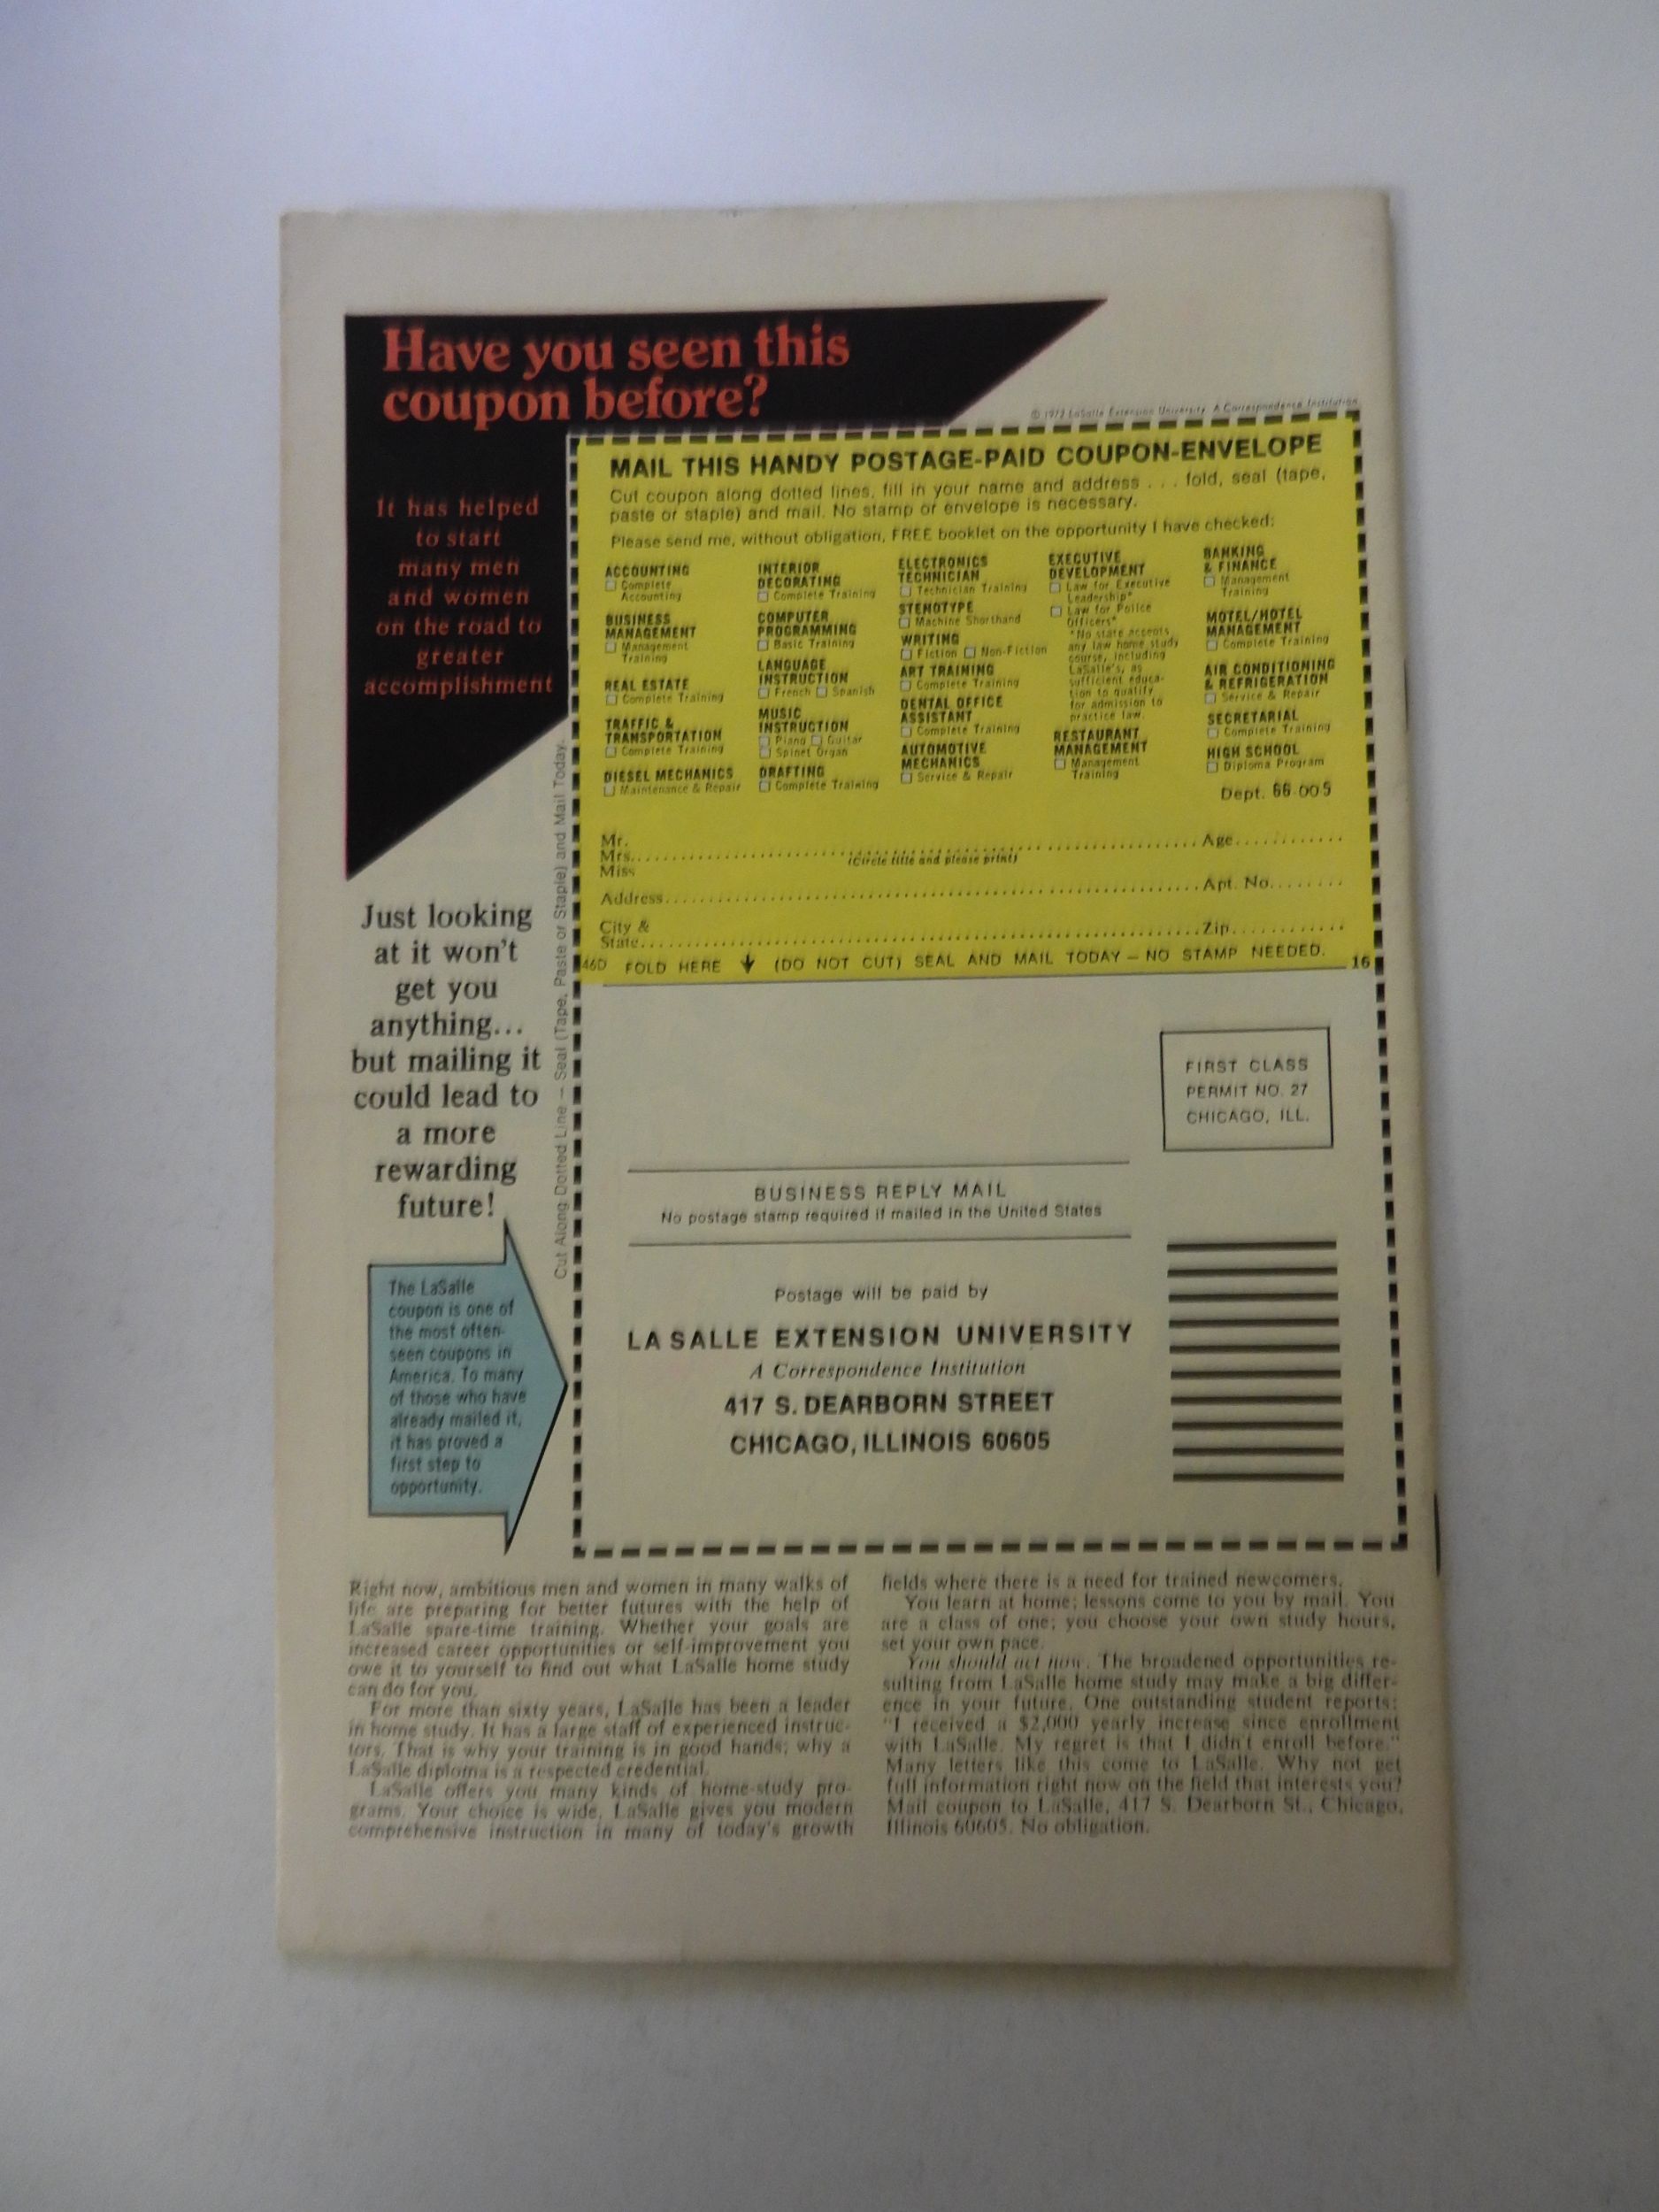 Have you seen this
coupon before?
It has helped
to start
many men
and women
on the road to
greater
accomplishment
Just looking
at it won't
get you
anything...
but mailing it
could lead to
a more
rewarding
future!
The LaSalle
coupon is one of
the most often-
seen coupons in
America. To many
of those who have
already mailed it,
it has proved a
first step to
opportunity.
Cut Along Dotted Line — Seal (Tape, Paste or Staple) and Mail Today.
© 1972 LaSalle Extension University. A Correspondence Institution
MAIL THIS HANDY POSTAGE-PAID COUPON-ENVELOPE
Cut coupon along dotted lines, fill in your name and address . . . fold, seal (tape,
paste or staple) and mail. No stamp or envelope is necessary.
Please send me, without obligation, FREE booklet on the opportunity I have checked:
ACCOUNTING
Complete
Accounting
BUSINESS
MANAGEMENT
Management
Training
REAL ESTATE
Complete Training
TRAFFIC &
TRANSPORTATION
Complete Training
DIESEL MECHANICS
Maintenance & Repair
INTERIOR
DECORATING
Complete Training
COMPUTER
PROGRAMMING
Basic Training
LANGUAGE
INSTRUCTION
French Spanish
MUSIC
INSTRUCTION
Piano Guitar
Spinet Organ
DRAFTING
Complete Training
ELECTRONICS
TECHNICIAN
Technician Training
STENOTYPE
Machine Shorthand
WRITING
Fiction Non-Fiction
ART TRAINING
Complete Training
DENTAL OFFICE
ASSISTANT
Complete Training
AUTOMOTIVE
MECHANICS
Service & Repair
EXECUTIVE
DEVELOPMENT
Law for Executive
Leadership*
Law for Police
Officers*
*No state accepts
any law home study
course, including
LaSalle's, as
sufficient educa-
tion to qualify
for admission to
practice law.
RESTAURANT
MANAGEMENT
Management
Training
BANKING
& FINANCE
Management
Training
MOTEL/HOTEL
MANAGEMENT
Complete Training
AIR CONDITIONING
& REFRIGERATION
Service & Repair
SECRETARIAL
Complete Training
HIGH SCHOOL
Diploma Program
Dept. 66-005
Mr.
Mrs. Age
Miss (Circle title and please print)
Address Apt. No.
City &
State Zip
46D FOLD HERE (DO NOT CUT) SEAL AND MAIL TODAY — NO STAMP NEEDED. 16
FIRST CLASS
PERMIT NO. 27
CHICAGO, ILL.
BUSINESS REPLY MAIL
No postage stamp required if mailed in the United States
Postage will be paid by
LA SALLE EXTENSION UNIVERSITY
A Correspondence Institution
417 S. DEARBORN STREET
CHICAGO, ILLINOIS 60605
Right now, ambitious men and women in many walks of
life are preparing for better futures with the help of
LaSalle spare-time training. Whether your goals are
increased career opportunities or self-improvement you
owe it to yourself to find out what LaSalle home study
can do for you.
For more than sixty years, LaSalle has been a leader
in home study. It has a large staff of experienced instruc-
tors. That is why your training is in good hands; why a
LaSalle diploma is a respected credential.
LaSalle offers you many kinds of home-study pro-
grams. Your choice is wide. LaSalle gives you modern
comprehensive instruction in many of today's growth
fields where there is a need for trained newcomers.
You learn at home; lessons come to you by mail. You
are a class of one; you choose your own study hours,
set your own pace.
You should act now. The broadened opportunities re-
sulting from LaSalle home study may make a big differ-
ence in your future. One outstanding student reports:
"I received a $2,000 yearly increase since enrollment
with LaSalle. My regret is that I didn't enroll before."
Many letters like this come to LaSalle. Why not get
full information right now on the field that interests you?
Mail coupon to LaSalle, 417 S. Dearborn St., Chicago,
Illinois 60605. No obligation.